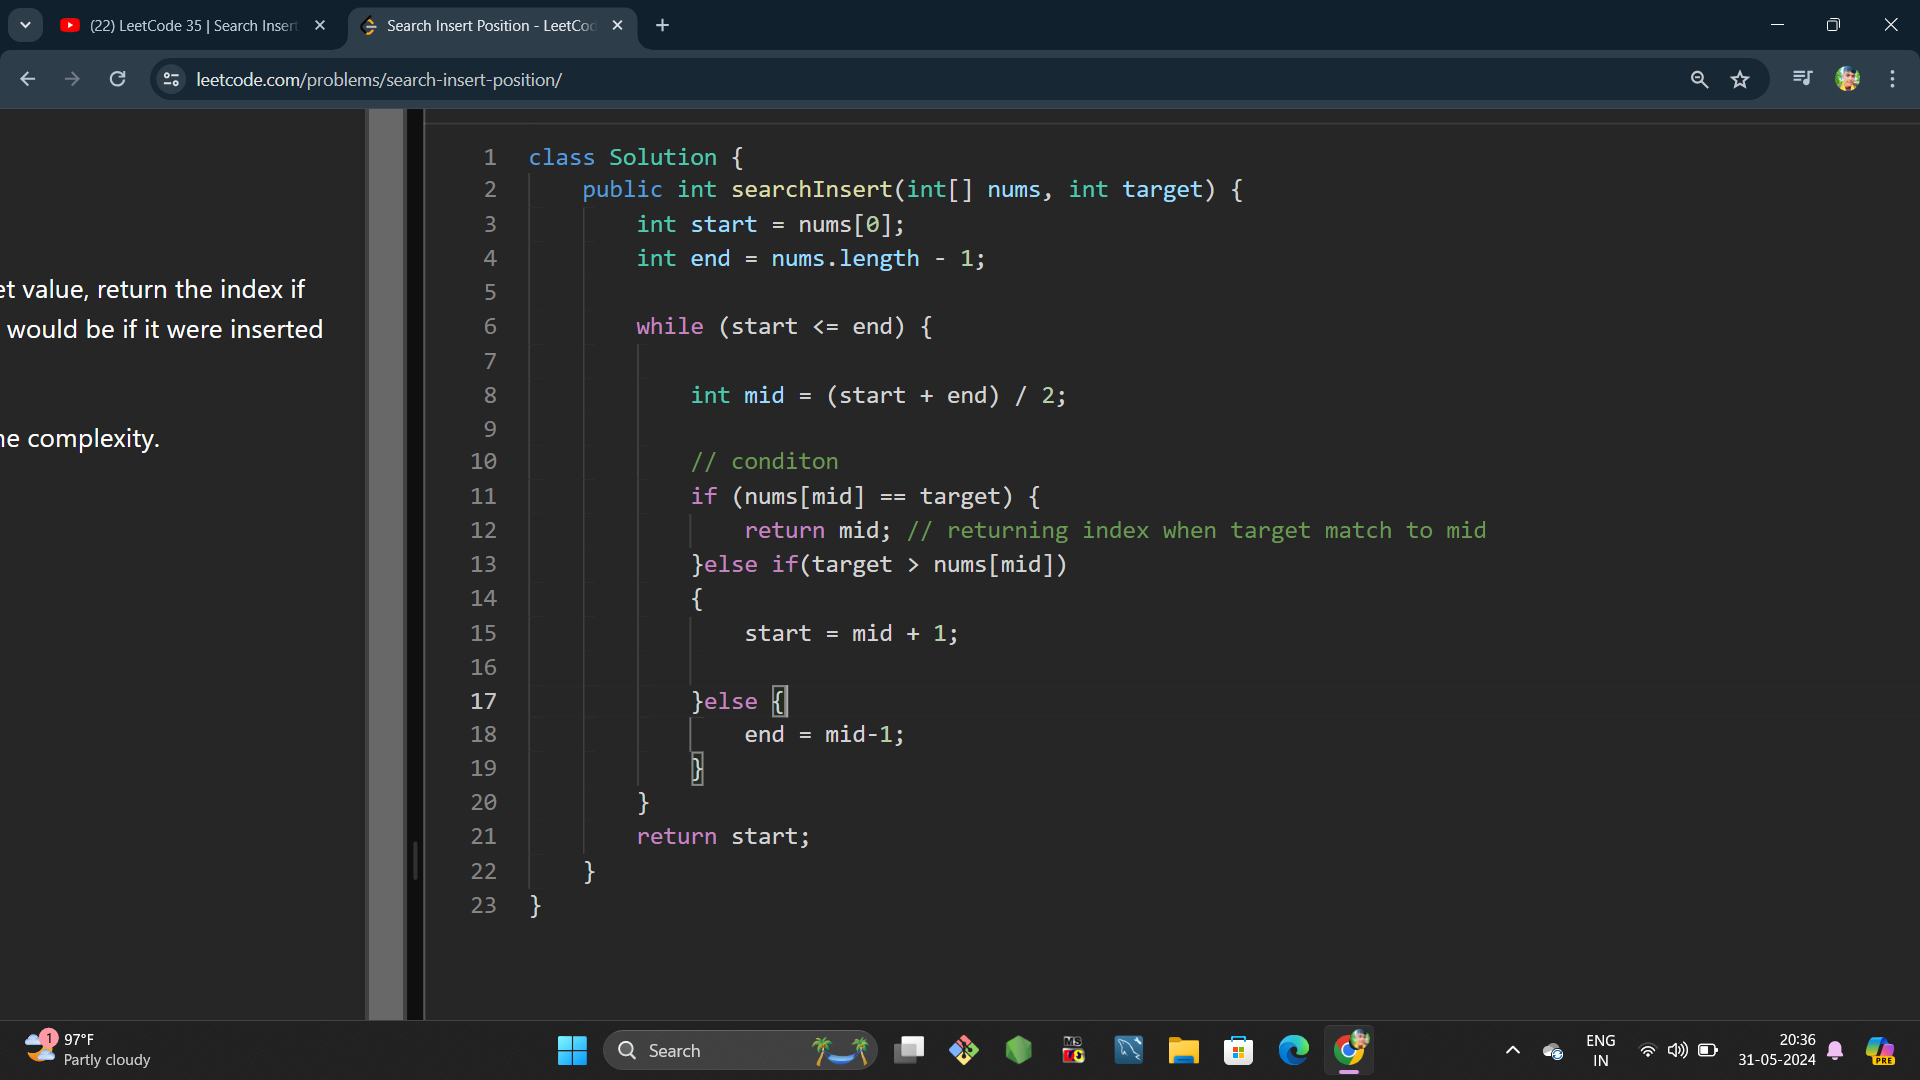 (22) LeetCode 35 | Search Insert
Search Insert Position - LeetCod
leetcode.com/problems/search-insert-position/
et value, return the index if
would be if it were inserted
ne complexity.
1 class Solution {
2 public int searchInsert(int[] nums, int target) {
3 int start = nums[0];
4 int end = nums.length - 1;
5
6 while (start <= end) {
7
8 int mid = (start + end) / 2;
9
10 // conditon
11 if (nums[mid] == target) {
12 return mid; // returning index when target match to mid
13 }else if(target > nums[mid])
14 {
15 start = mid + 1;
16
17 }else {
18 end = mid-1;
19 }
20 }
21 return start;
22 }
23 }
1
97°F
Partly cloudy
Search
MS
PRE
ENG
IN
20:36
31-05-2024